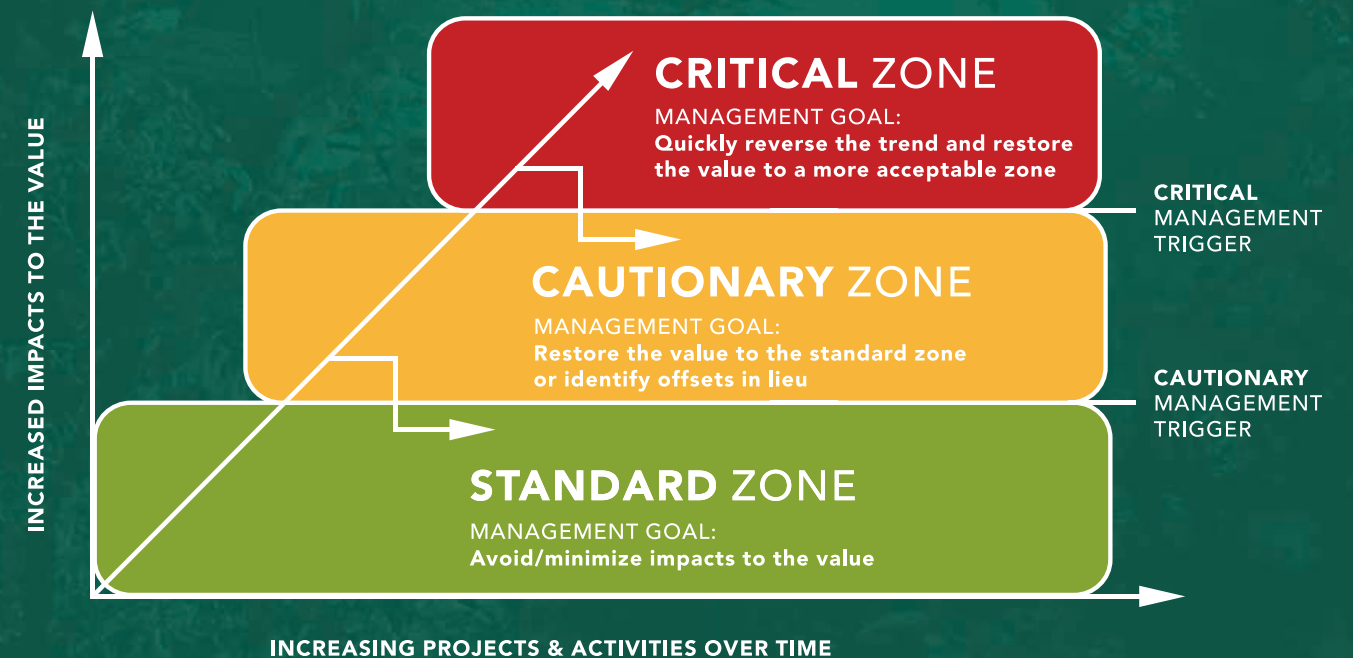 INCREASED IMPACTS TO THE VALUE
CRITICAL ZONE
MANAGEMENT GOAL:
Quickly reverse the trend and restore
the value to a more acceptable zone
CRITICAL
MANAGEMENT
TRIGGER
CAUTIONARY ZONE
MANAGEMENT GOAL:
Restore the value to the standard zone
or identify offsets in lieu
CAUTIONARY
MANAGEMENT
TRIGGER
STANDARD ZONE
MANAGEMENT GOAL:
Avoid/minimize impacts to the value
INCREASING PROJECTS & ACTIVITIES OVER TIME